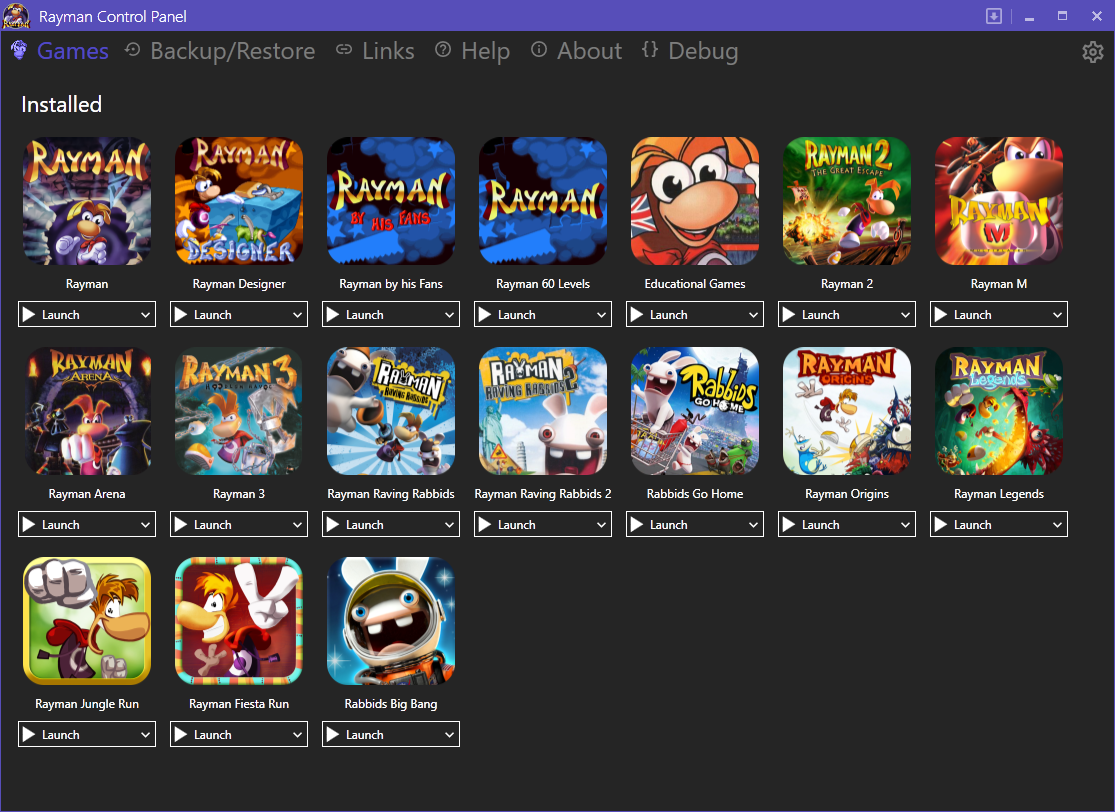 Rayman Control Panel
Games Backup/Restore Links Help About {} Debug
Installed
RAYMAN RAYMAN DESIGNER RAYMAN BY HIS FANS RAYMAN RAYMAN 2 THE GREAT ESCAPE RAYMAN M
Rayman Rayman Designer Rayman by his Fans Rayman 60 Levels Educational Games Rayman 2 Rayman M
Launch Launch Launch Launch Launch Launch Launch
RAYMAN ARENA RAYMAN 3 HOODLUM HAVOC RAYMAN RAVING RABBIDS RAYMAN RAVING RABBIDS 2 Rabbids GO HOME RAYMAN ORIGINS RAYMAN Legends
Rayman Arena Rayman 3 Rayman Raving Rabbids Rayman Raving Rabbids 2 Rabbids Go Home Rayman Origins Rayman Legends
Launch Launch Launch Launch Launch Launch Launch
Rayman Jungle Run Rayman Fiesta Run Rabbids Big Bang
Launch Launch Launch